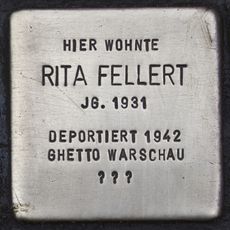 HIER WOHNTE
RITA FELLERT
JG. 1931
DEPORTIERT 1942
GHETTO WARSCHAU
? ? ?